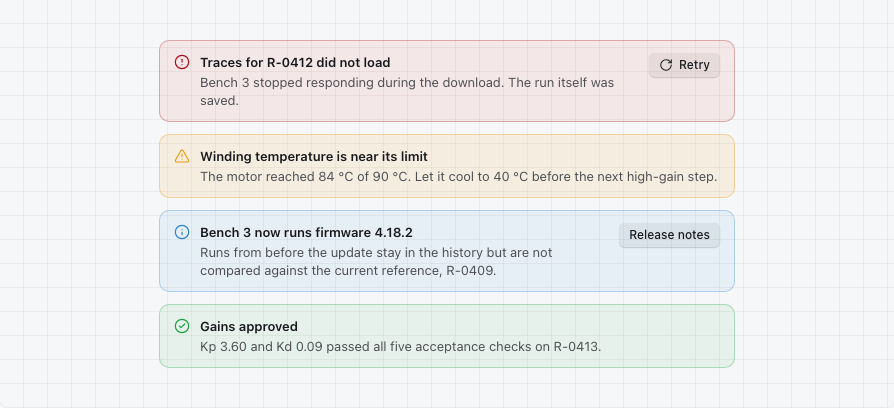 Traces for R-0412 did not load
Bench 3 stopped responding during the download. The run itself was
saved.
Retry
Winding temperature is near its limit
The motor reached 84 °C of 90 °C. Let it cool to 40 °C before the next high-gain step.
Bench 3 now runs firmware 4.18.2
Runs from before the update stay in the history but are not
compared against the current reference, R-0409.
Release notes
Gains approved
Kp 3.60 and Kd 0.09 passed all five acceptance checks on R-0413.